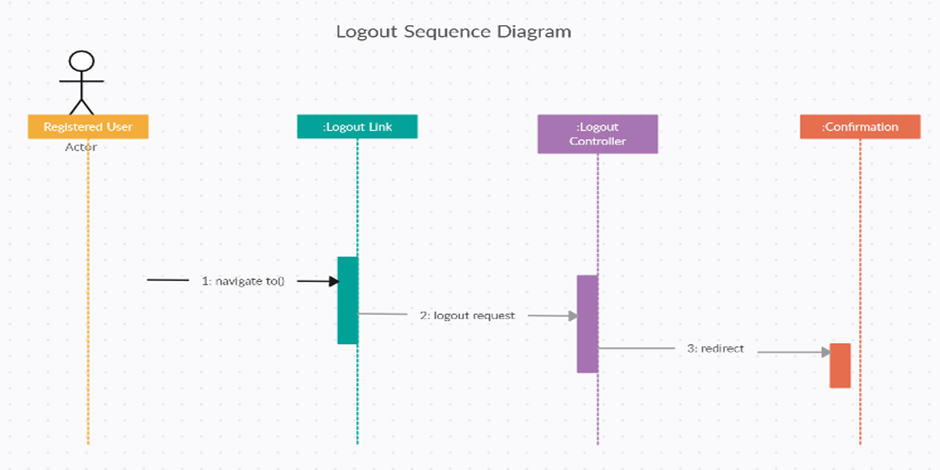 Logout Sequence Diagram
Registered User
Actor
:Logout Link
:Logout
Controller
:Confirmation
1: navigate to()
2: logout request
3: redirect